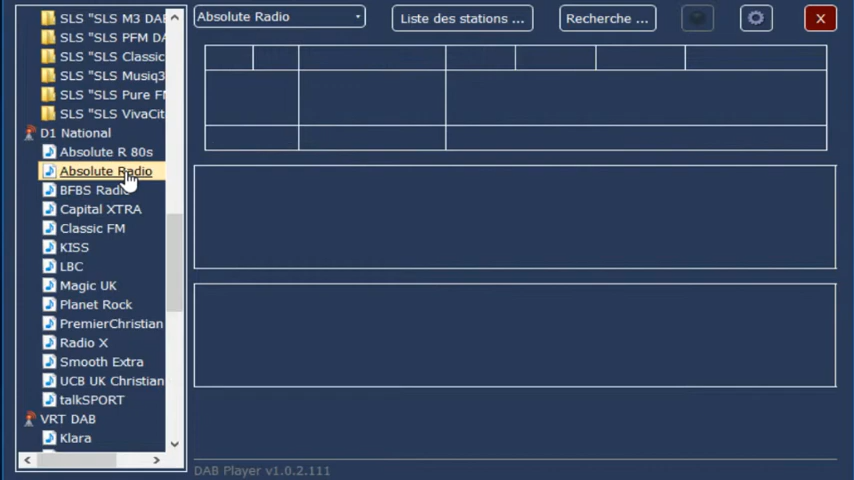 SLS "SLS M3 DAB
SLS "SLS PFM DA
SLS "SLS Classic
SLS "SLS Musiq3
SLS "SLS Pure FM
SLS "SLS VivaCit
D1 National
Absolute R 80s
Absolute Radio
BFBS Radio
Capital XTRA
Classic FM
KISS
LBC
Magic UK
Planet Rock
PremierChristian
Radio X
Smooth Extra
UCB UK Christian
talkSPORT
VRT DAB
Klara
Absolute Radio
Liste des stations ...
Recherche ...
X
DAB Player v1.0.2.111